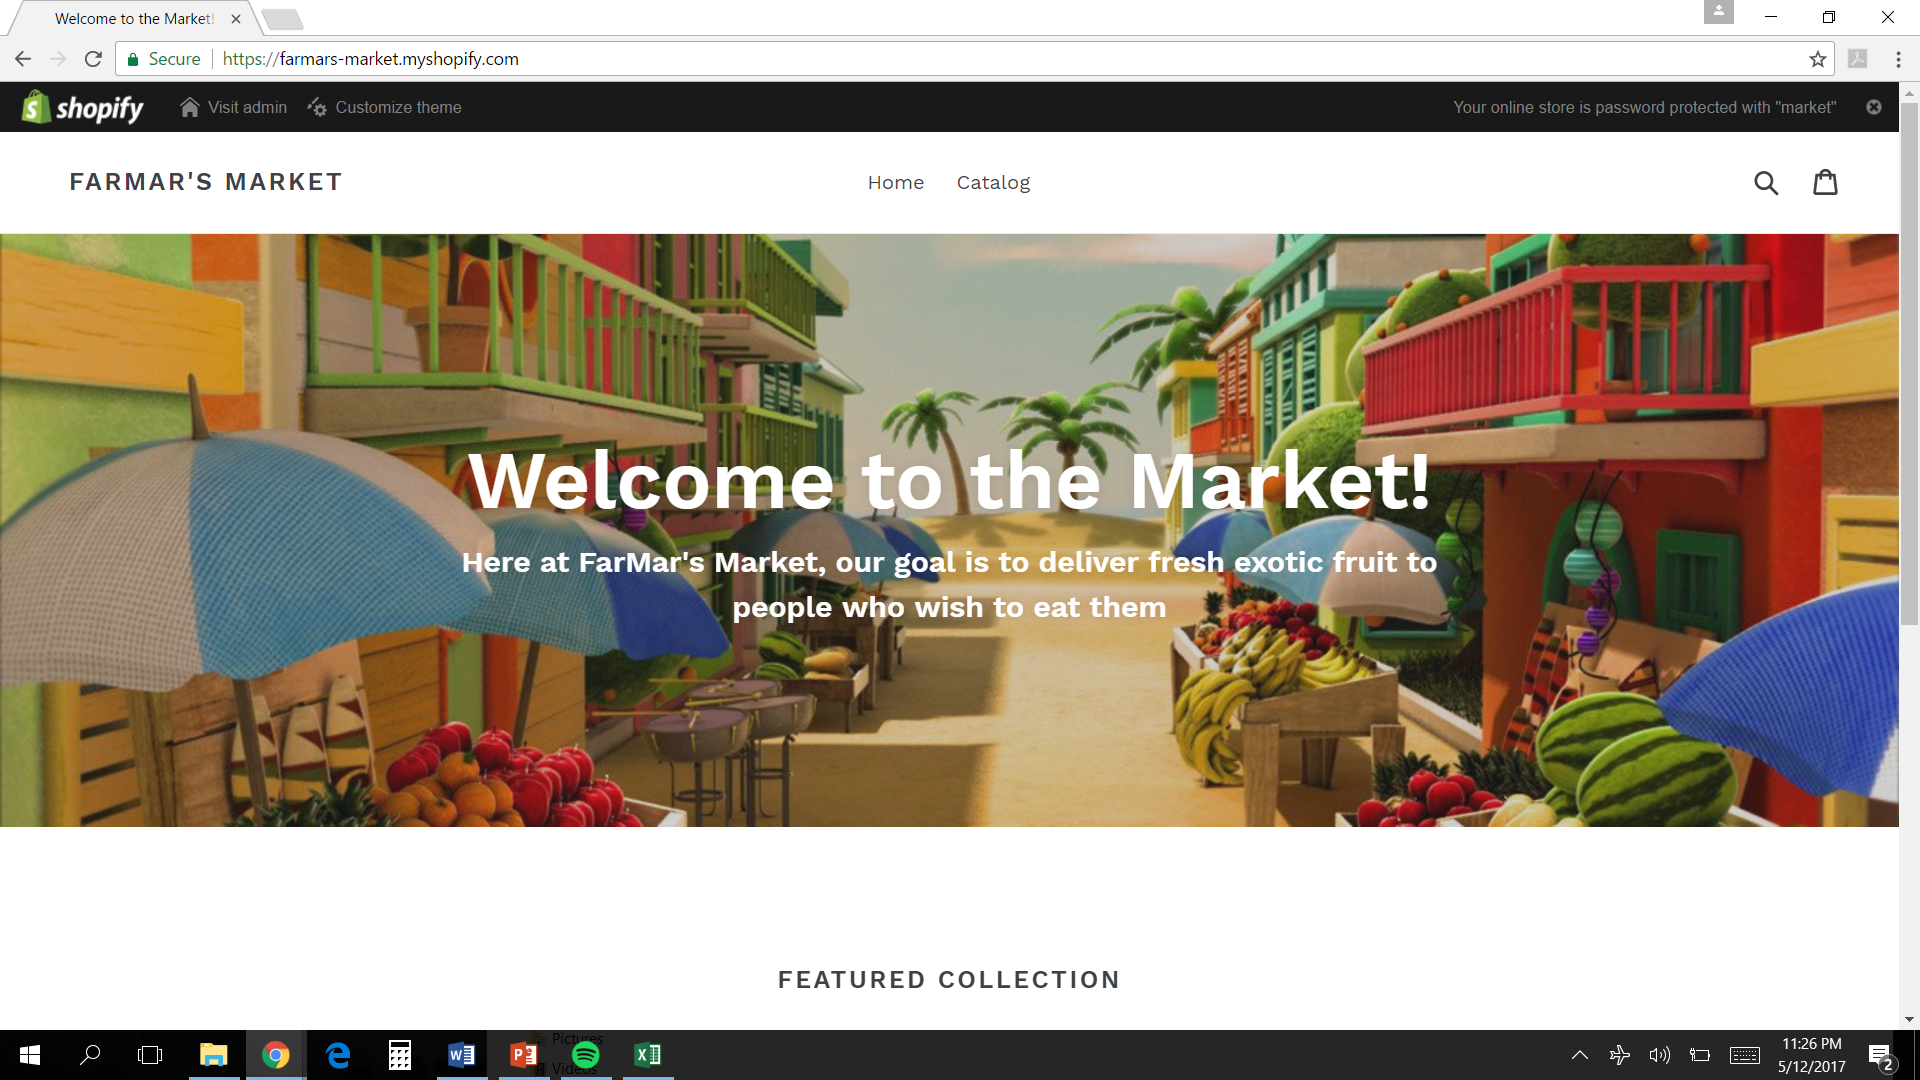 Welcome to the Market!
Secure
https://farmars-market.myshopify.com
shopify
Visit admin
Customize theme
Your online store is password protected with "market"
FARMAR'S MARKET
Home
Catalog
Welcome to the Market!
Here at FarMar's Market, our goal is to deliver fresh exotic fruit to
people who wish to eat them
FEATURED COLLECTION
Pictures
Videos
11:26 PM
5/12/2017
2